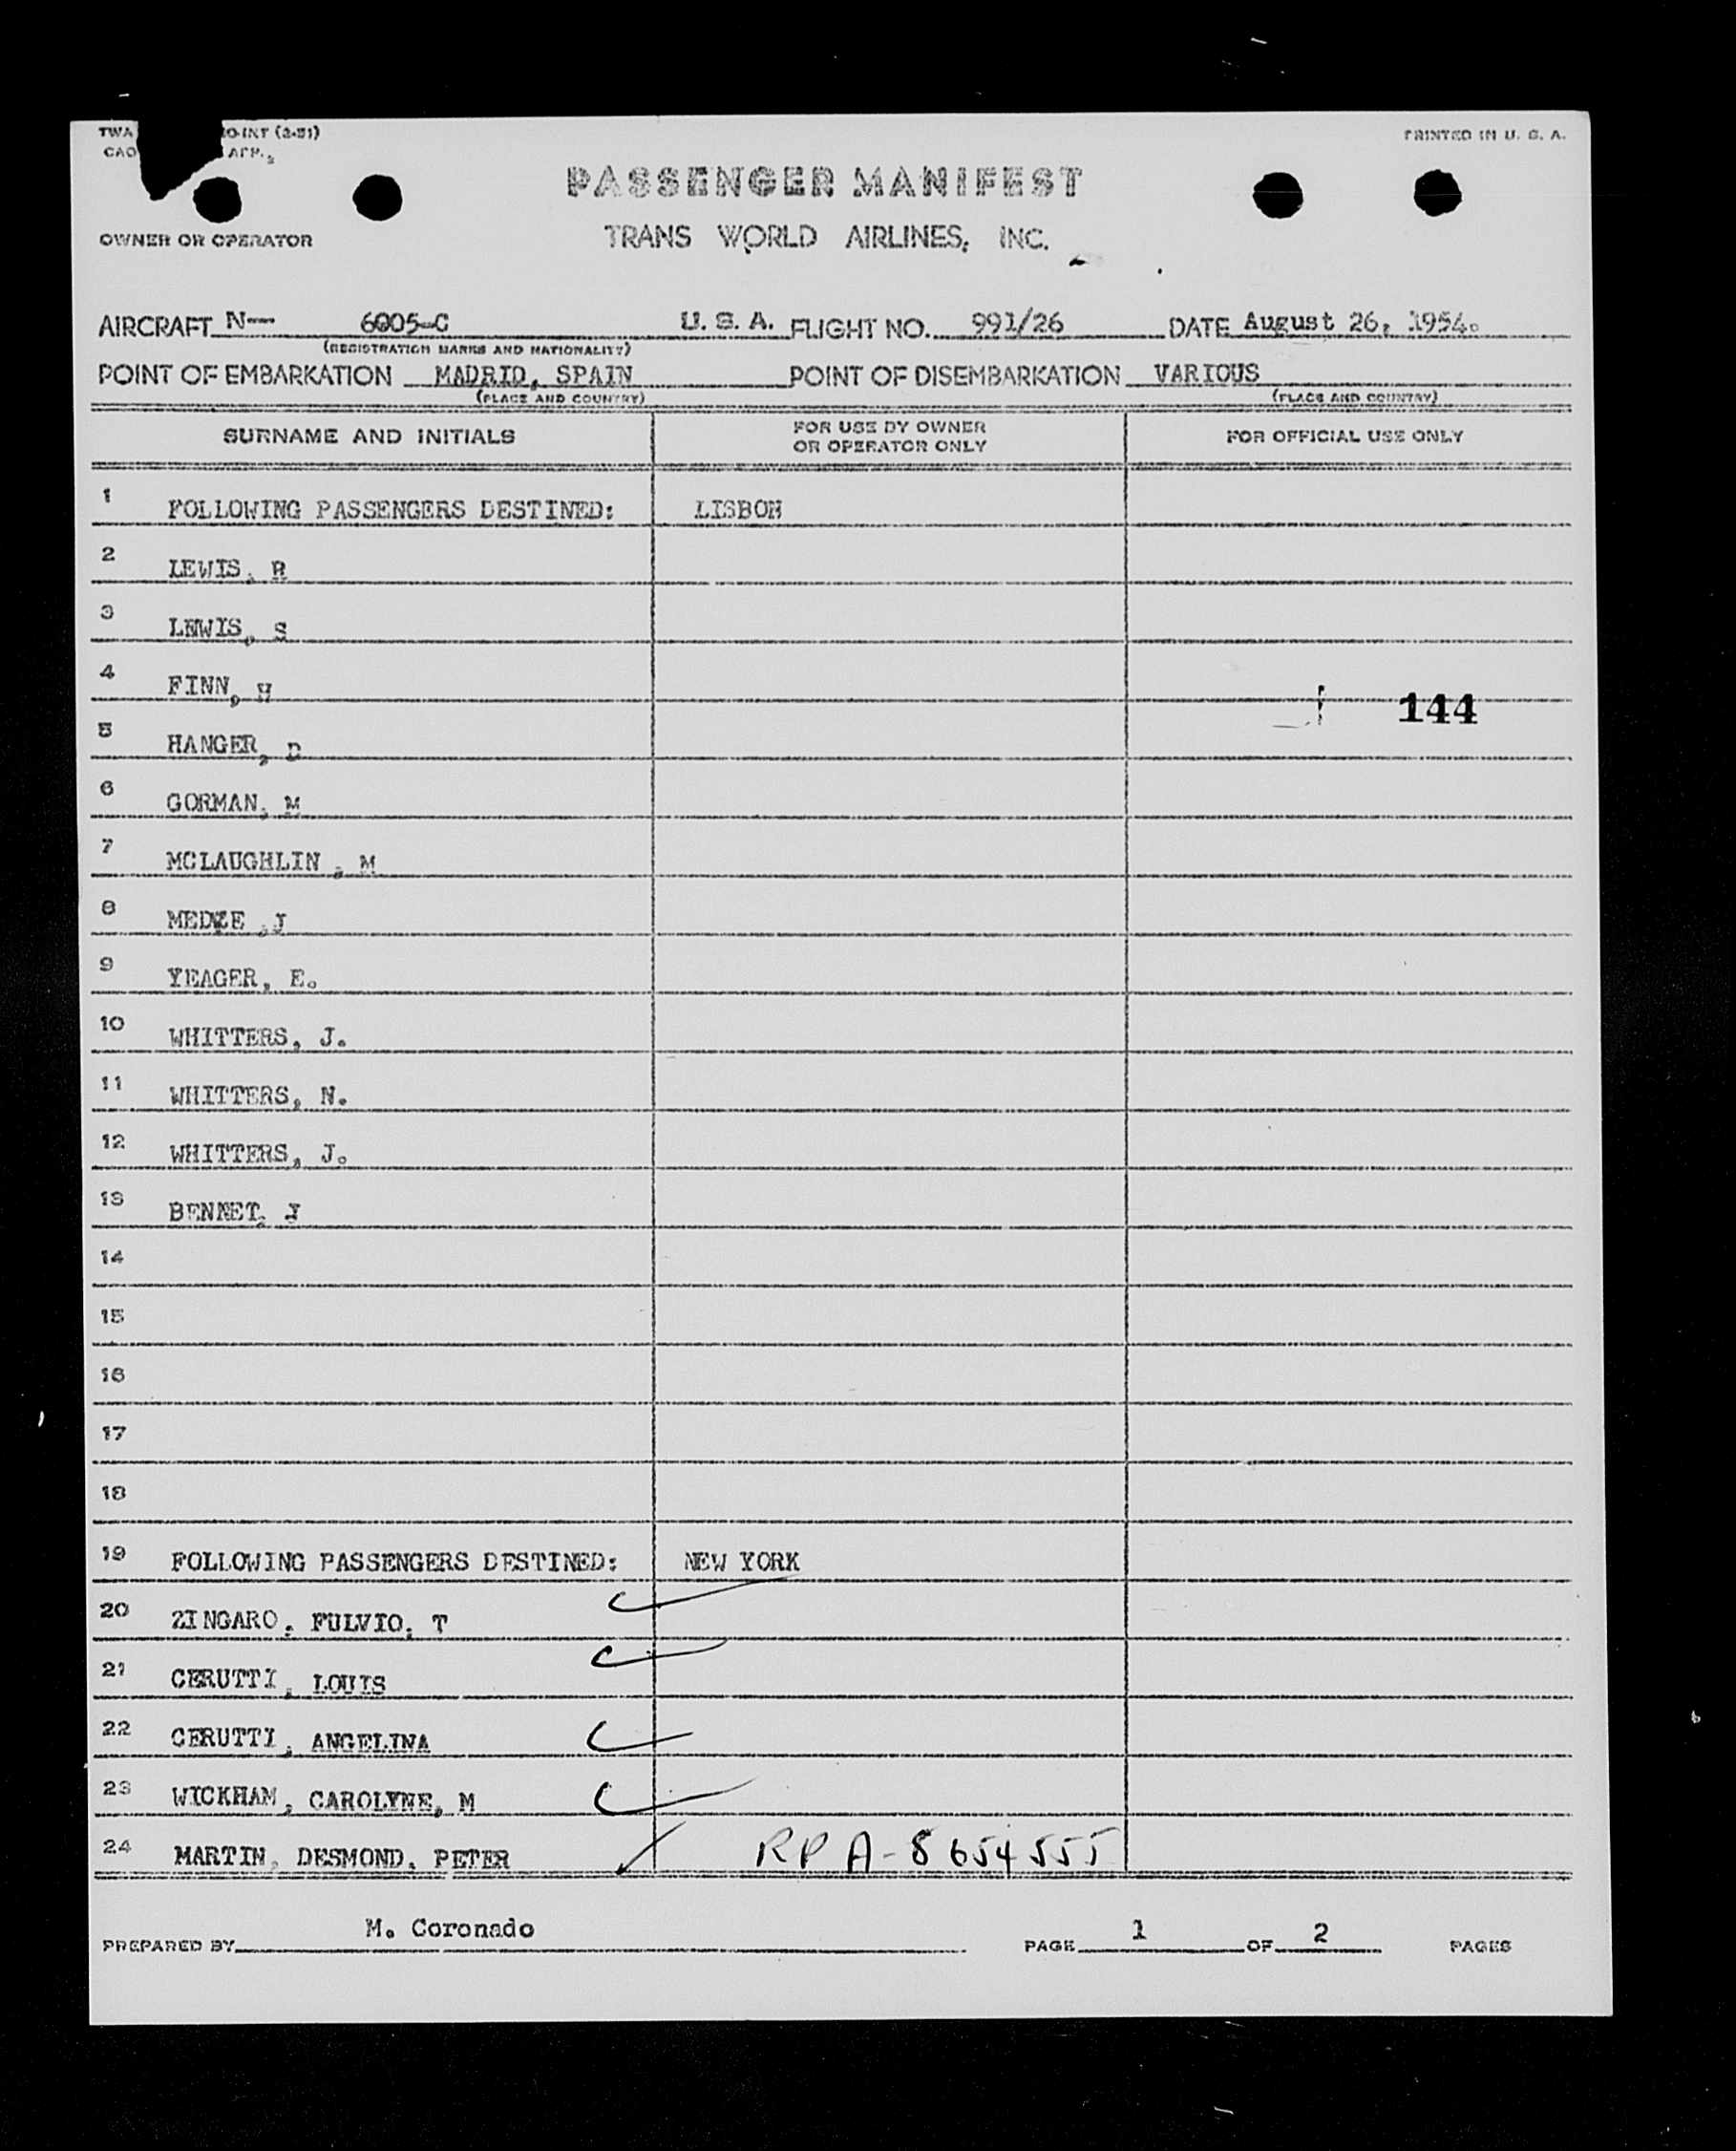 TWA O-INT (2-51) PRINTED IN U. S. A.
CAO APP.
PASSENGER MANIFEST
OWNER OR OPERATOR TRANS WORLD AIRLINES, INC.
AIRCRAFT N-- 6005-C U. S. A. FLIGHT NO. 991/26 DATE August 26, 1954.
(REGISTRATION MARKS AND NATIONALITY)
POINT OF EMBARKATION MADRID, SPAIN POINT OF DISEMBARKATION VARIOUS
(PLACE AND COUNTRY) (PLACE AND COUNTRY)
SURNAME AND INITIALS FOR USE BY OWNER OR OPERATOR ONLY FOR OFFICIAL USE ONLY
1 FOLLOWING PASSENGERS DESTINED: LISBON
2 LEWIS, R
3 LEWIS, S
4 FINN, H
144
5 HANGER, D
6 GORMAN, M
7 MCLAUGHLIN , M
8 ,J
9 YEAGER, E.
10 WHITTERS, J.
11 WHITTERS, N.
12 WHITTERS, J.
13 BENNET, J
14
15
16
17
18
19 FOLLOWING PASSENGERS DESTINED: NEW YORK
20 ZINGARO, FULVIO, T
21 CERUTTI, LOUIS
22 CERUTTI, ANGELINA
23 WICKHAM, CAROLYNE, M
24 MARTIN, DESMOND, PETER RP A-8654555
PREPARED BY M. Coronado PAGE 1 OF 2 PAGES